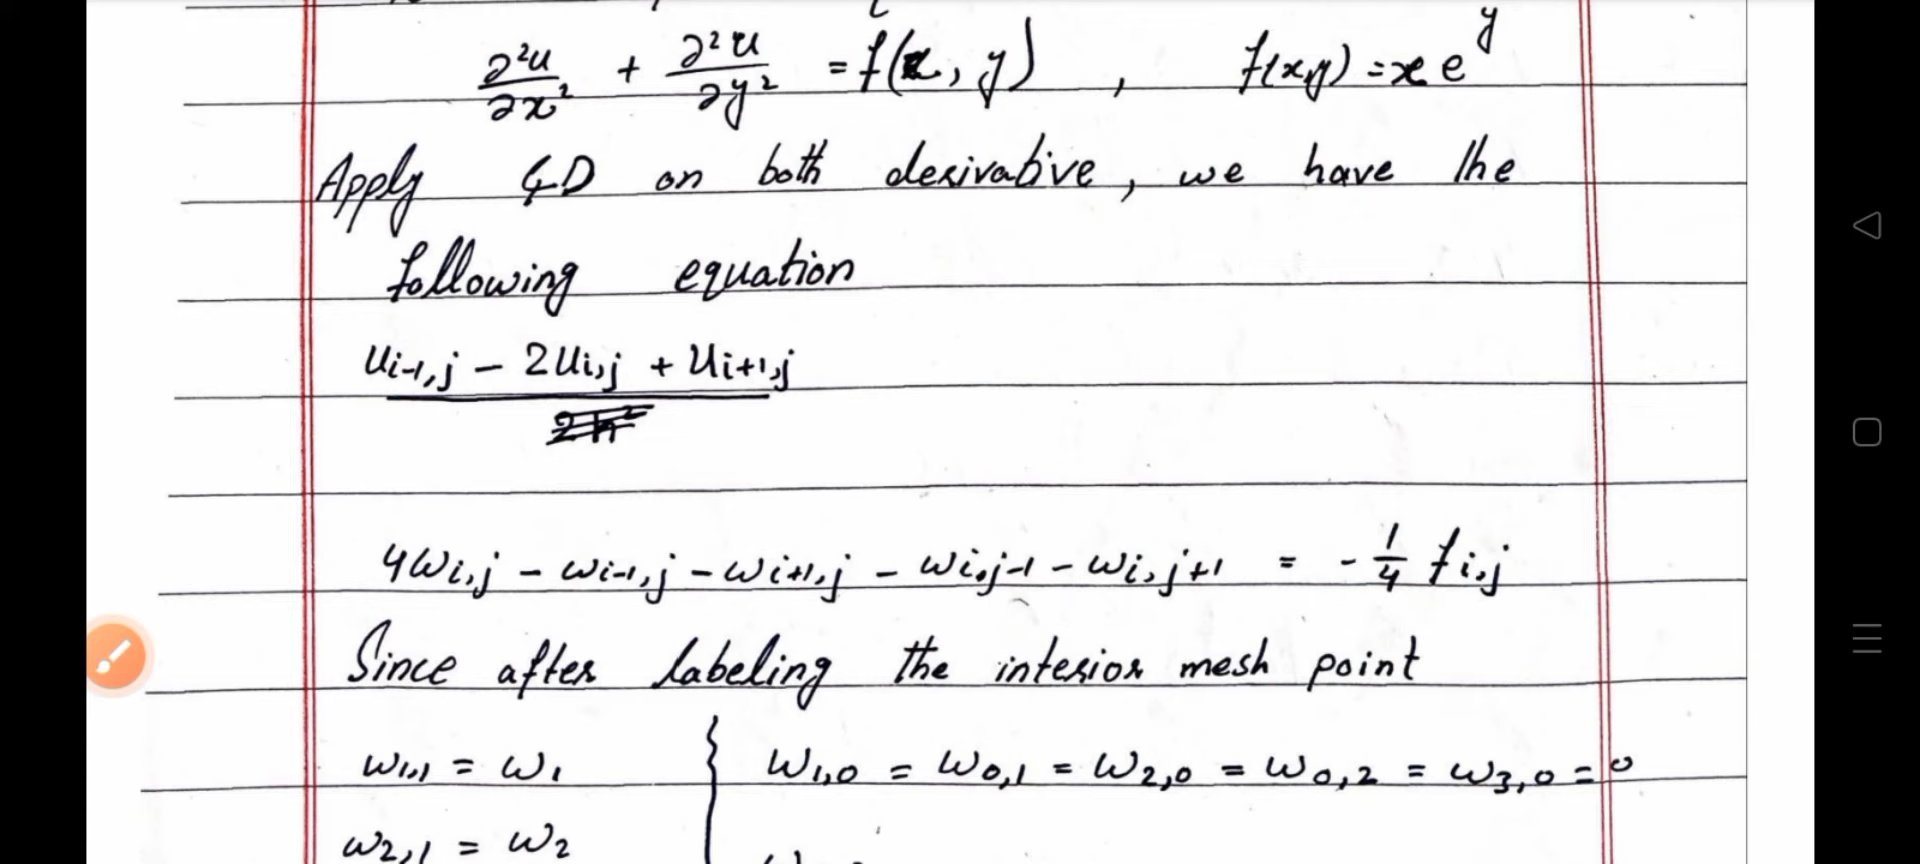 ∂²u/∂x² + ∂²u/∂y² = f(x, y) , f(x,y) = x e^y
Apply CD on both derivative, we have the
following equation
u_{i-1,j} - 2u_{i,j} + u_{i+1,j}
2h²
4w_{i,j} - w_{i-1,j} - w_{i+1,j} - w_{i,j-1} - w_{i,j+1} = -1/4 f_{i,j}
Since after labeling the interior mesh point
w_{1,1} = w_1 { w_{1,0} = w_{0,1} = w_{2,0} = w_{0,2} = w_{3,0} = 0
w_{2,1} = w_2